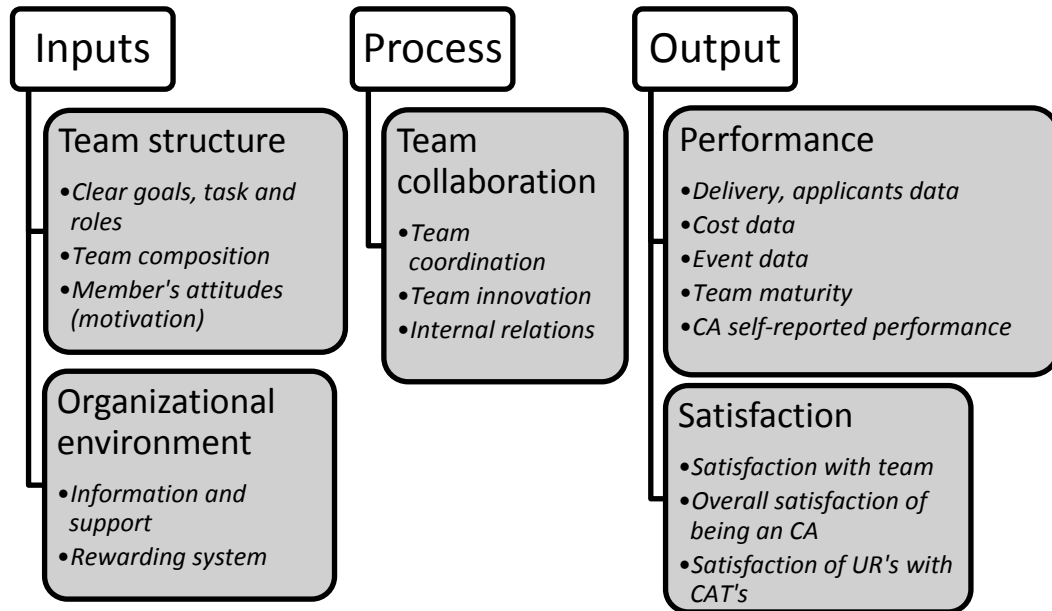 Inputs
Team structure
•Clear goals, task and
roles
•Team composition
•Member's attitudes
(motivation)
Organizational
environment
•Information and
support
•Rewarding system
Process
Team
collaboration
•Team
coordination
•Team innovation
•Internal relations
Output
Performance
•Delivery, applicants data
•Cost data
•Event data
•Team maturity
•CA self-reported performance
Satisfaction
•Satisfaction with team
•Overall satisfaction of
being an CA
•Satisfaction of UR's with
CAT's